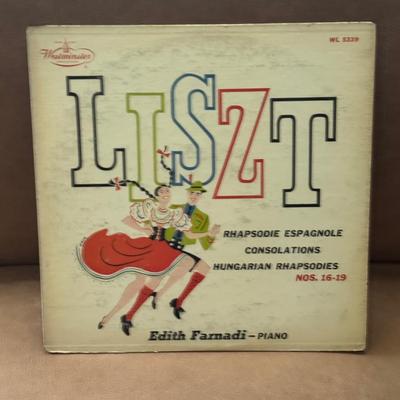 Westminster
WL 5339
LISZT
RHAPSODIE ESPAGNOLE
CONSOLATIONS
HUNGARIAN RHAPSODIES
NOS. 16-19
Edith Farnadi – PIANO